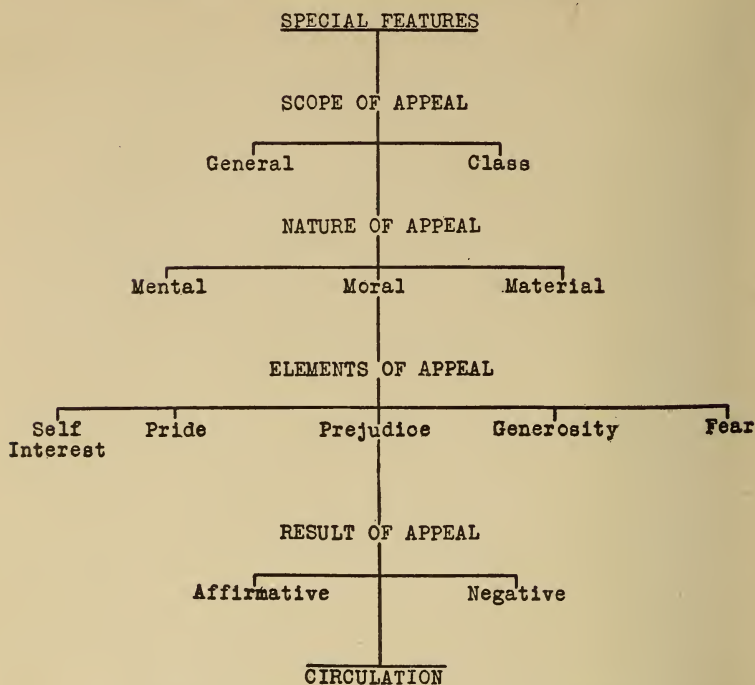 SPECIAL FEATURES
SCOPE OF APPEAL
General Class
NATURE OF APPEAL
Mental Moral Material
ELEMENTS OF APPEAL
Self Pride Prejudice Generosity Fear
Interest
RESULT OF APPEAL
Affirmative Negative
CIRCULATION